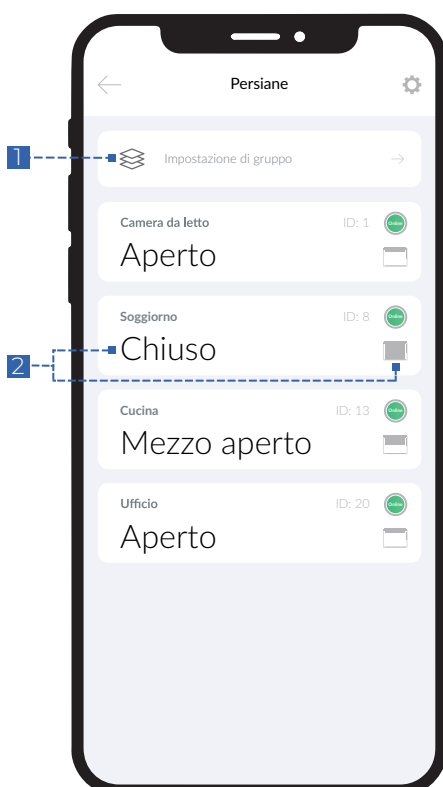 Persiane
1
Impostazione di gruppo
Camera da letto
ID: 1
Online
Aperto
Soggiorno
ID: 8
Online
2
Chiuso
Cucina
ID: 13
Online
Mezzo aperto
Ufficio
ID: 20
Online
Aperto